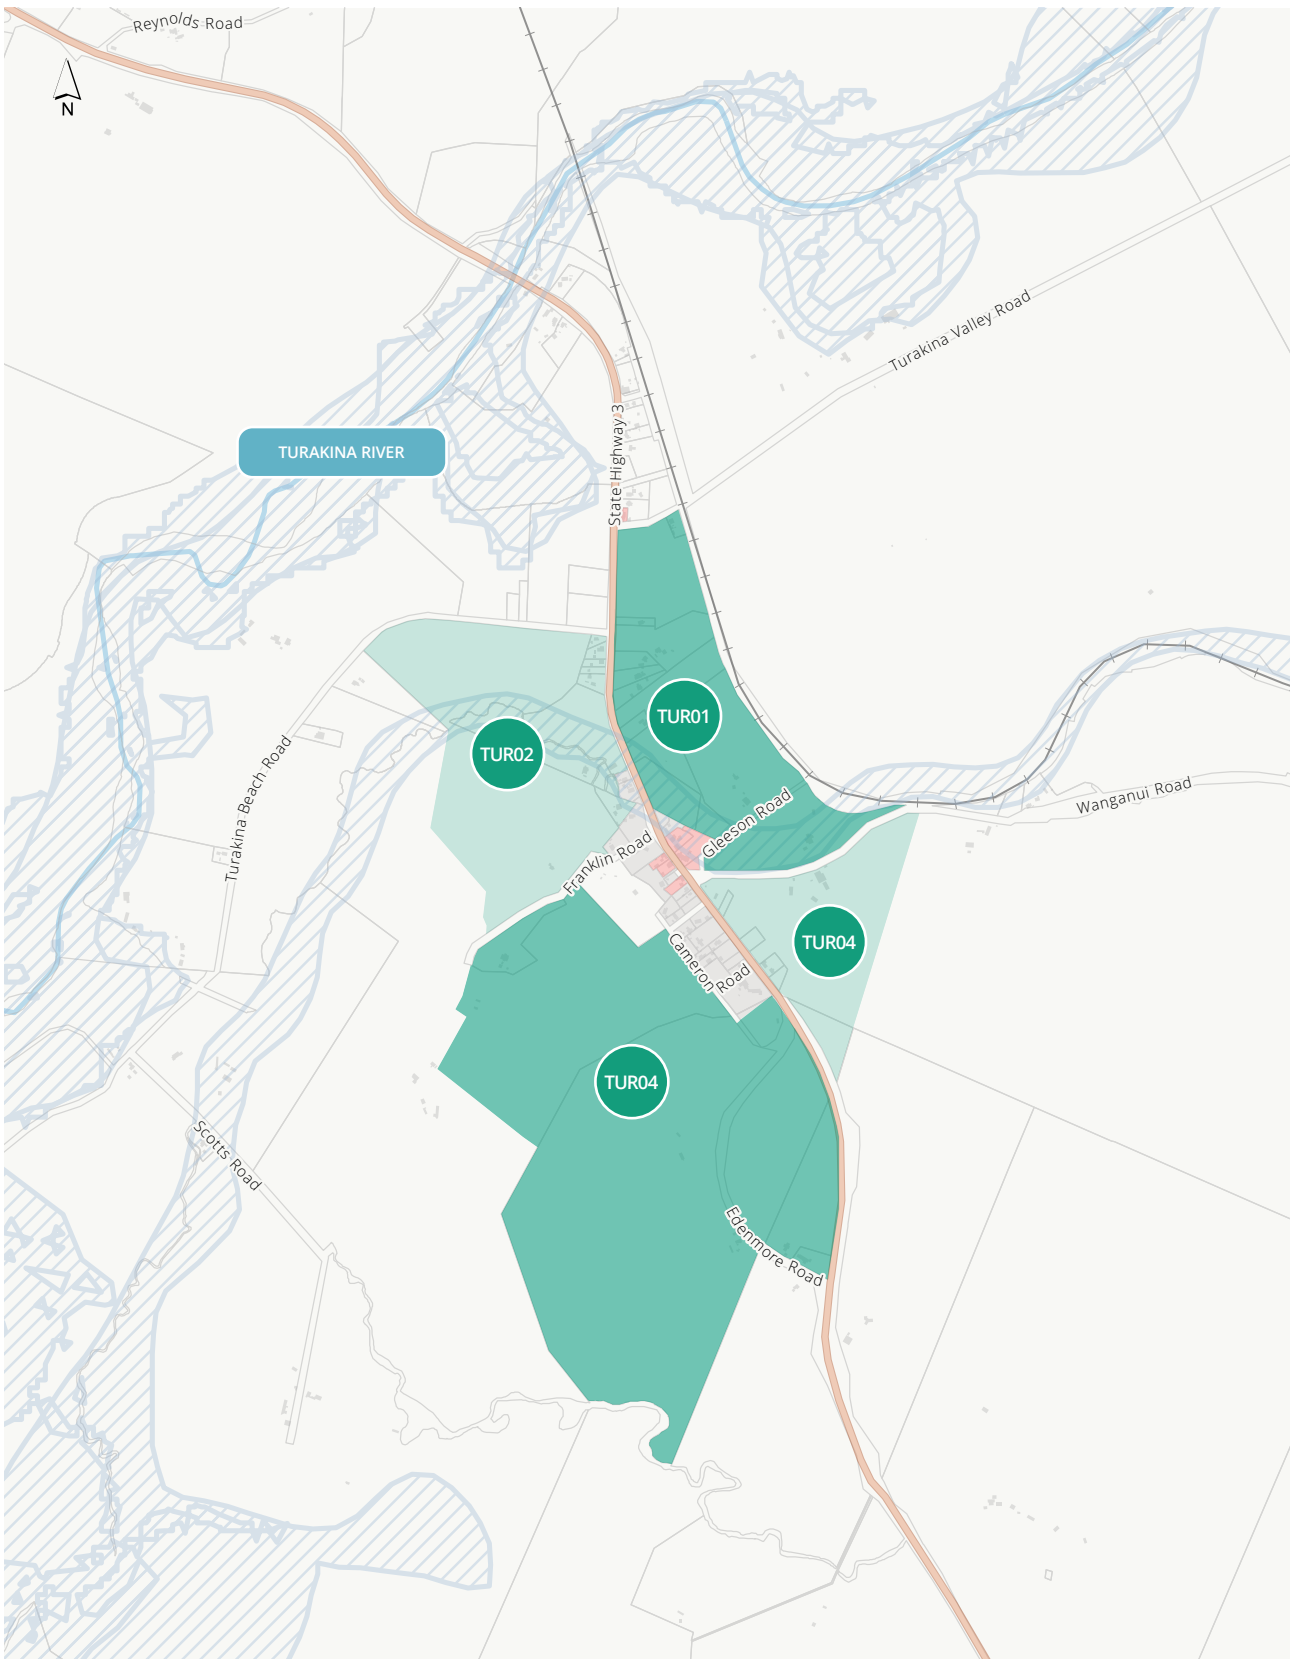 Reynolds Road
N
Turakina Valley Road
State Highway 3
TURAKINA RIVER
TUR01
TUR02
Turakina Beach Road
Gleeson Road
Wanganui Road
Franklin Road
TUR04
Cameron Road
TUR04
Scotts Road
Edenmore Road